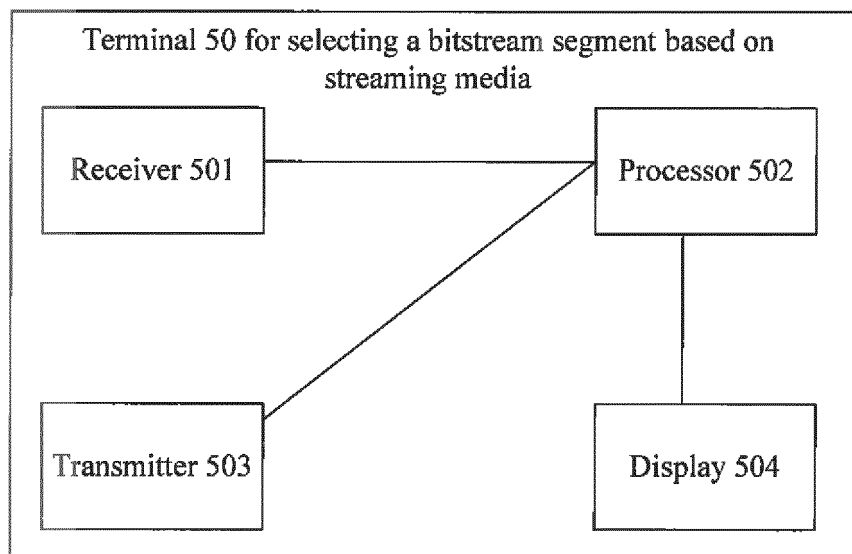 Terminal 50 for selecting a bitstream segment based on
streaming media
Receiver 501
Processor 502
Transmitter 503
Display 504